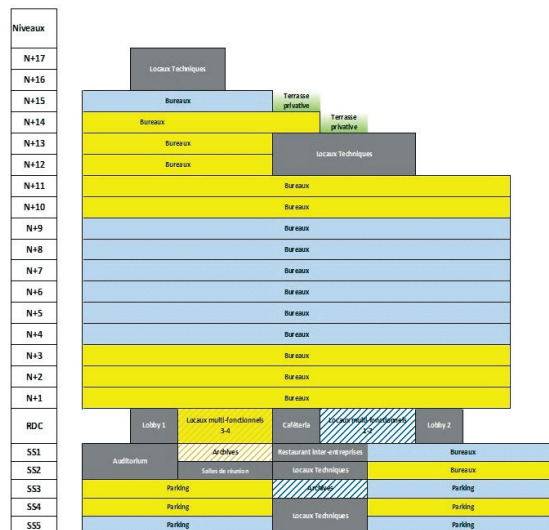 Niveaux
N+17
Locaux Techniques
N+16
N+15
Bureaux
Terrasse
privative
N+14
Bureaux
Terrasse
privative
N+13
Bureaux
Locaux Techniques
N+12
Bureaux
N+11
Bureaux
N+10
Bureaux
N+9
Bureaux
N+8
Bureaux
N+7
Bureaux
N+6
Bureaux
N+5
Bureaux
N+4
Bureaux
N+3
Bureaux
N+2
Bureaux
N+1
Bureaux
RDC
Lobby 1
Locaux multi-fonctionnels
3-4
Caféteria
Locaux multi-fonctionnels
1-2
Lobby 2
SS1
Auditorium
Archives
Restaurant Inter-entreprises
Bureaux
SS2
Salles de réunion
Locaux Techniques
Bureaux
SS3
Parking
Archives
Parking
SS4
Parking
Locaux Techniques
Parking
SS5
Parking
Parking